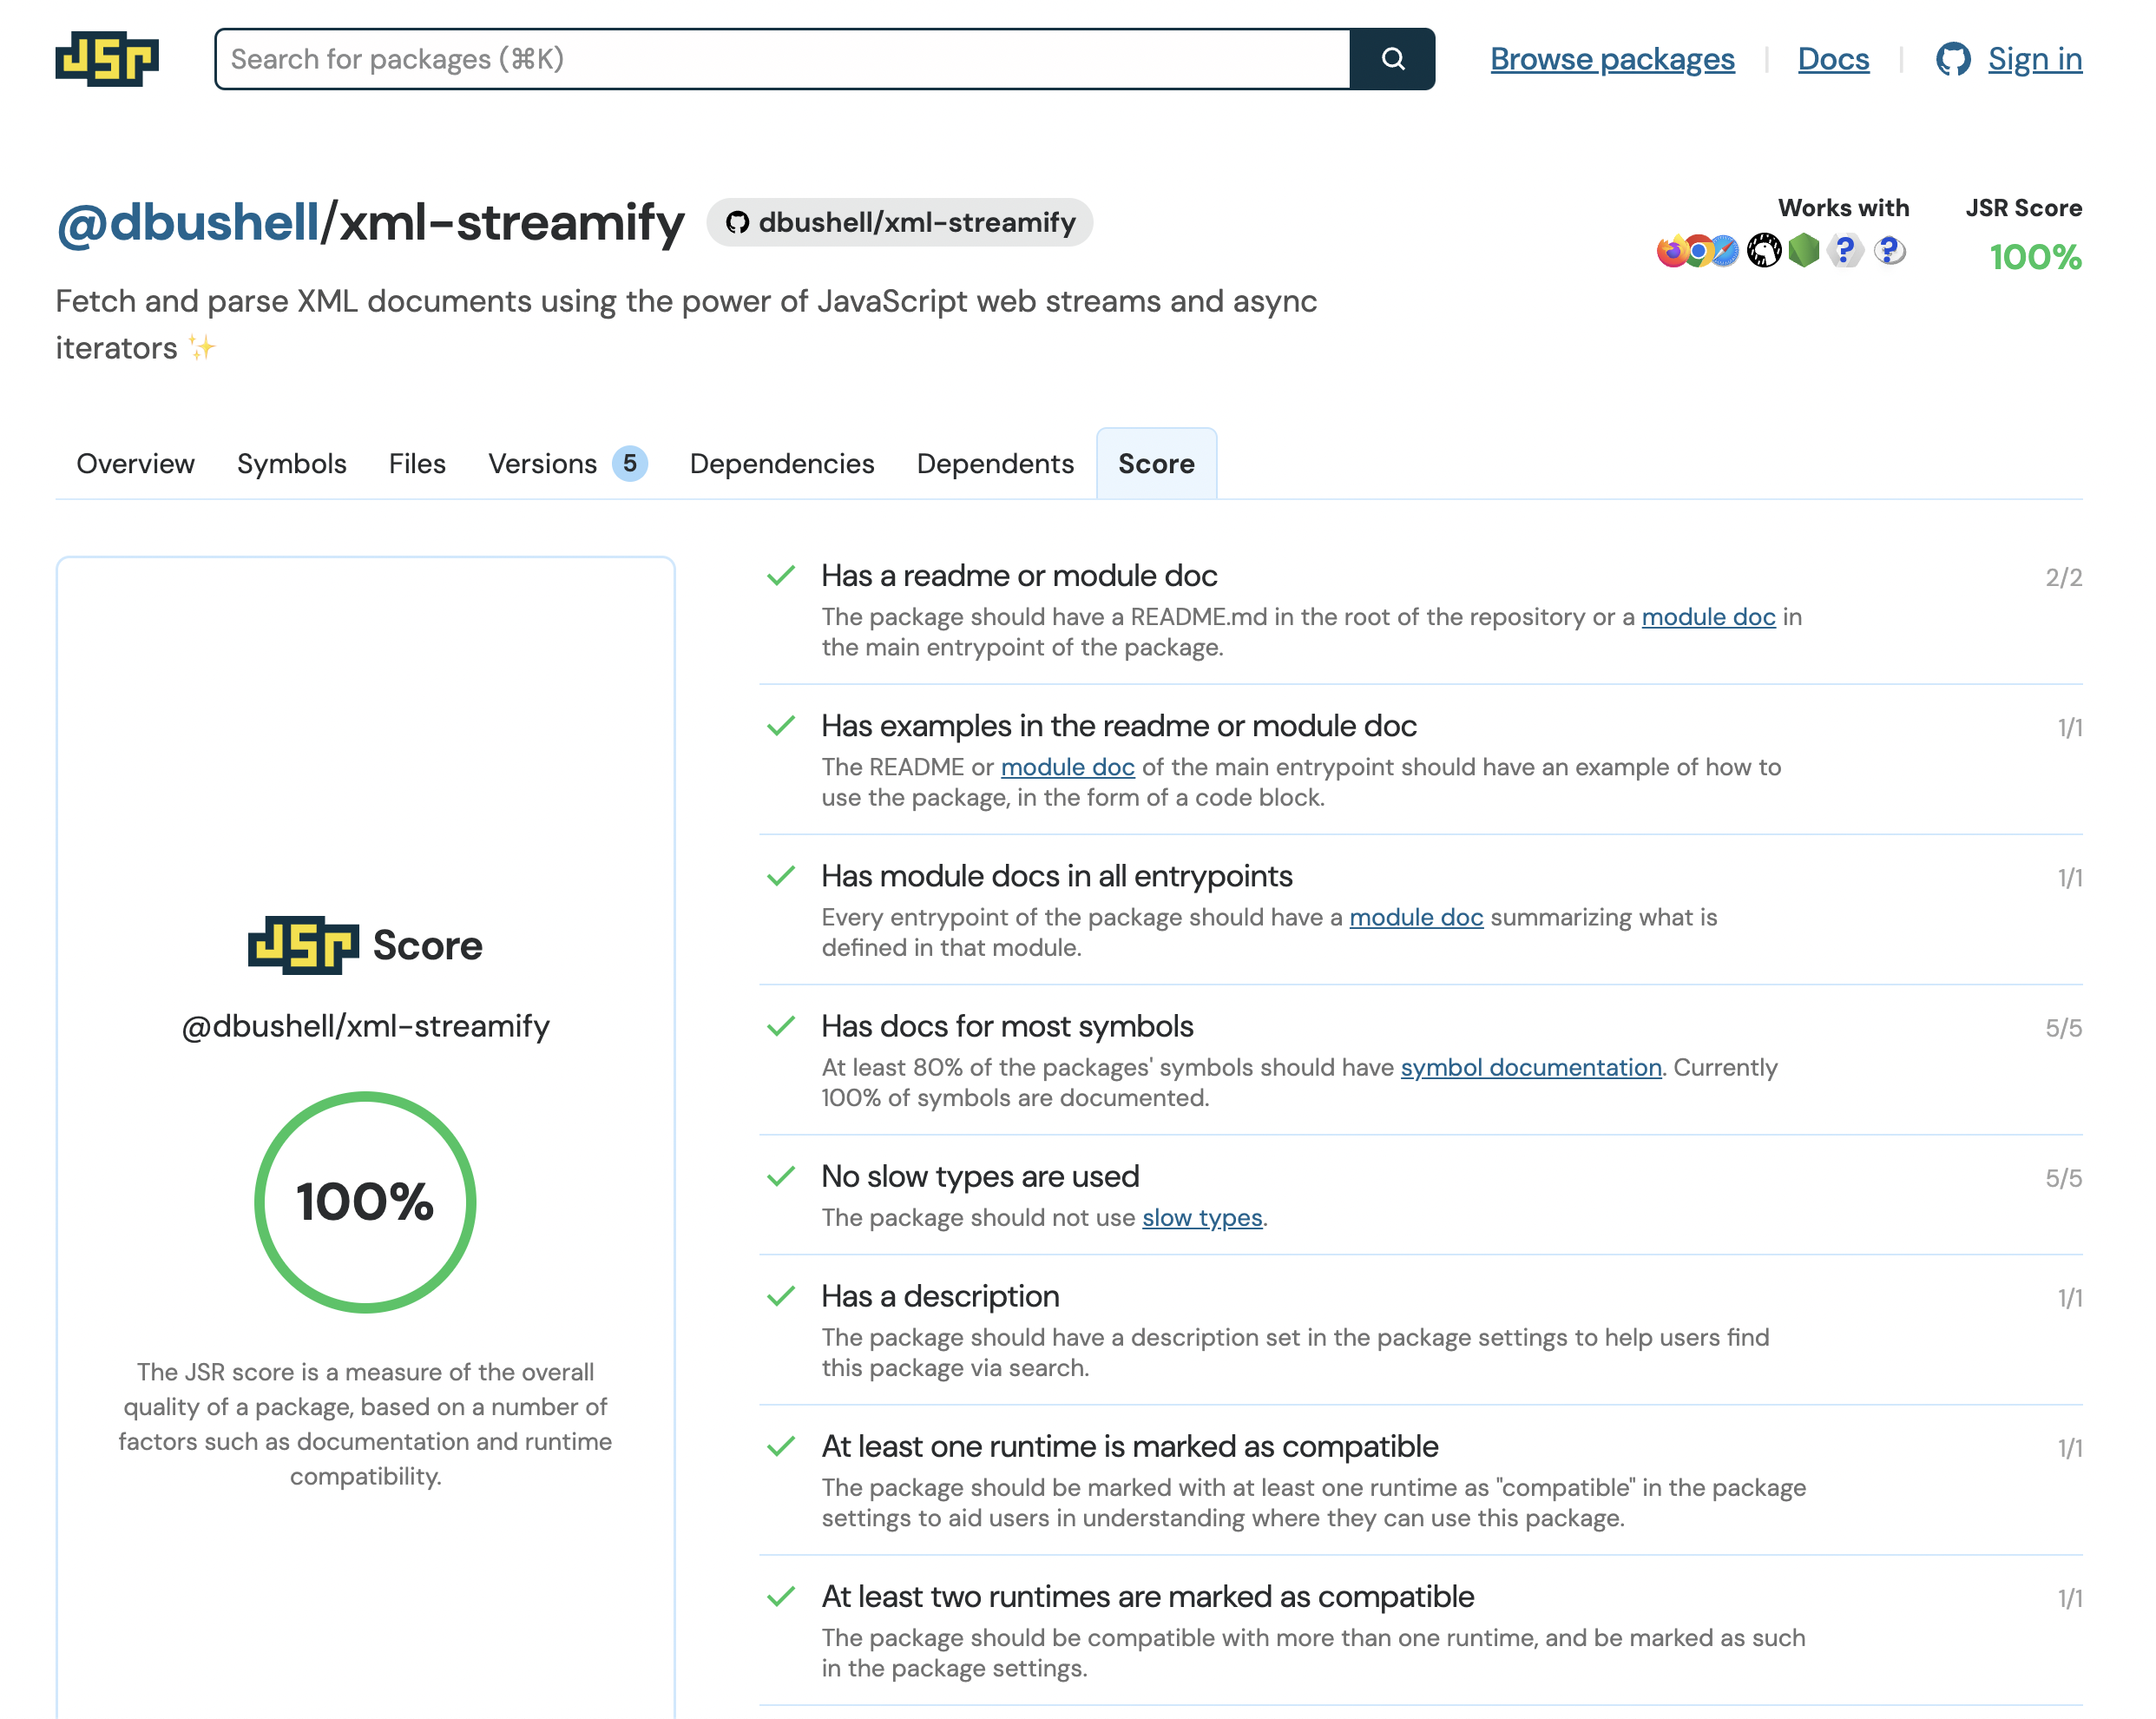 JSR
Search for packages (⌘K)
Browse packages
Docs
Sign in
@dbushell/xml-streamify
dbushell/xml-streamify
Works with
JSR Score
100%
Fetch and parse XML documents using the power of JavaScript web streams and async
iterators ✨
Overview
Symbols
Files
Versions 5
Dependencies
Dependents
Score
JSR Score
@dbushell/xml-streamify
100%
The JSR score is a measure of the overall
quality of a package, based on a number of
factors such as documentation and runtime
compatibility.
Has a readme or module doc
2/2
The package should have a README.md in the root of the repository or a module doc in
the main entrypoint of the package.
Has examples in the readme or module doc
1/1
The README or module doc of the main entrypoint should have an example of how to
use the package, in the form of a code block.
Has module docs in all entrypoints
1/1
Every entrypoint of the package should have a module doc summarizing what is
defined in that module.
Has docs for most symbols
5/5
At least 80% of the packages' symbols should have symbol documentation. Currently
100% of symbols are documented.
No slow types are used
5/5
The package should not use slow types.
Has a description
1/1
The package should have a description set in the package settings to help users find
this package via search.
At least one runtime is marked as compatible
1/1
The package should be marked with at least one runtime as "compatible" in the package
settings to aid users in understanding where they can use this package.
At least two runtimes are marked as compatible
1/1
The package should be compatible with more than one runtime, and be marked as such
in the package settings.